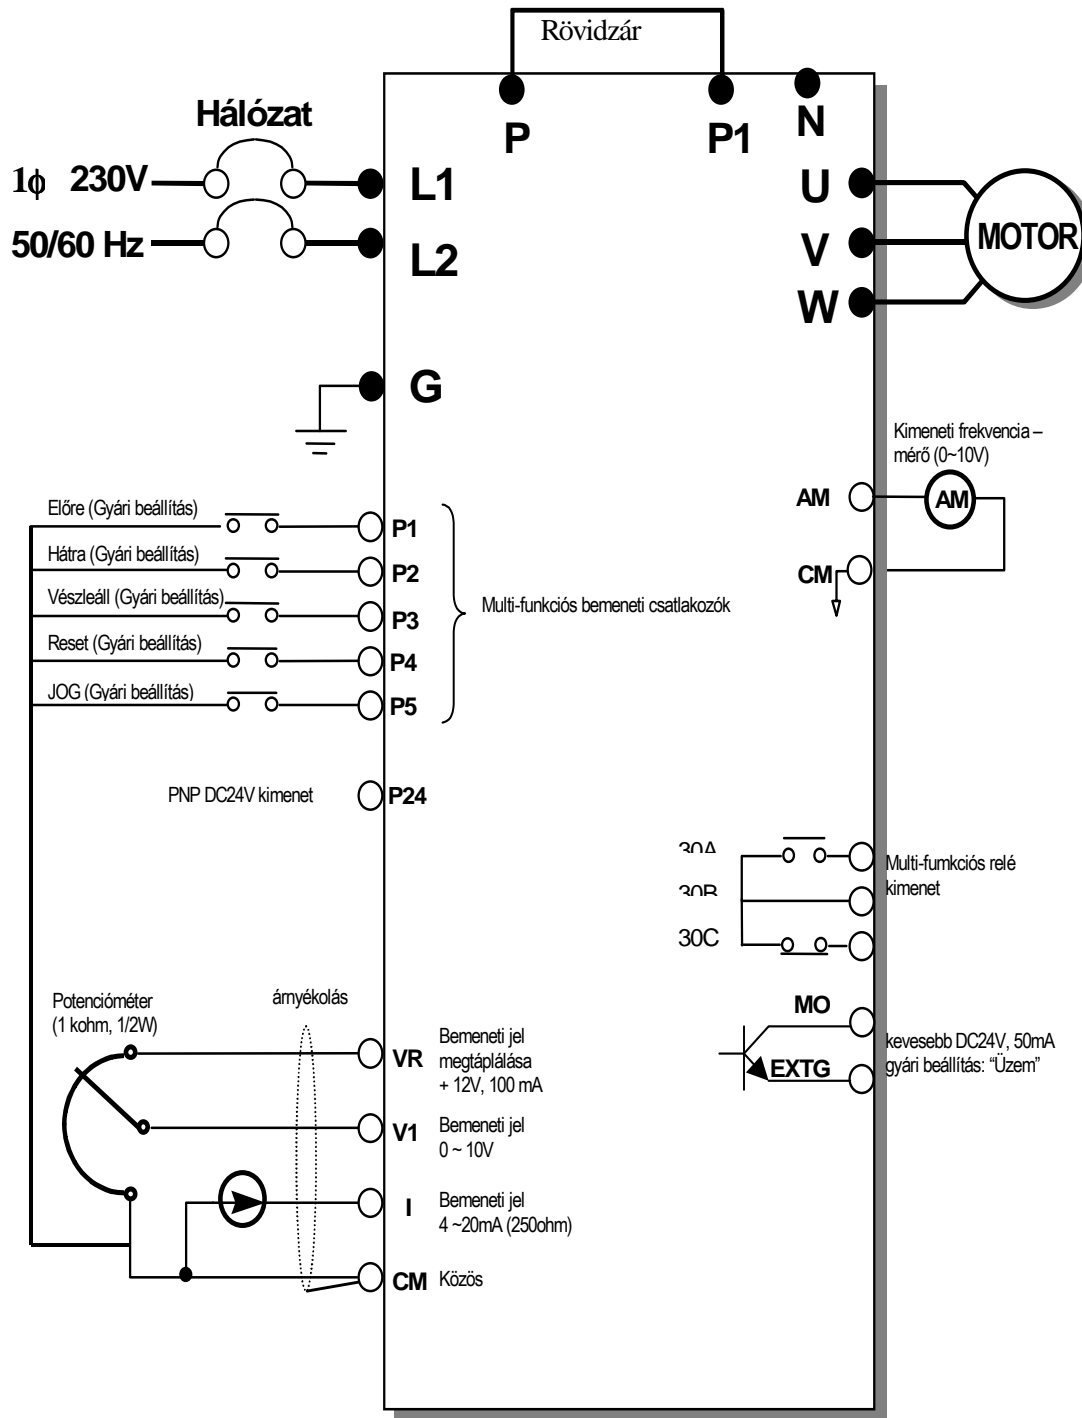 Rövidzár
Hálózat
P
P1
N
1ϕ 230V
L1
U
50/60 Hz
L2
V
MOTOR
W
G
Kimeneti frekvencia –
mérő (0~10V)
AM
AM
CM
Előre (Gyári beállítás)
P1
Hátra (Gyári beállítás)
P2
Vészleáll (Gyári beállítás)
P3
Multi-funkciós bemeneti csatlakozók
Reset (Gyári beállítás)
P4
JOG (Gyári beállítás)
P5
PNP DC24V kimenet
P24
30A
Multi-fumkciós relé
kimenet
30B
30C
MO
EXTG
kevesebb DC24V, 50mA
gyári beállítás: “Üzem”
Potencióméter
(1 kohm, 1/2W)
árnyékolás
VR
Bemeneti jel
megtáplálása
+ 12V, 100 mA
V1
Bemeneti jel
0 ~ 10V
I
Bemeneti jel
4 ~20mA (250ohm)
CM
Közös